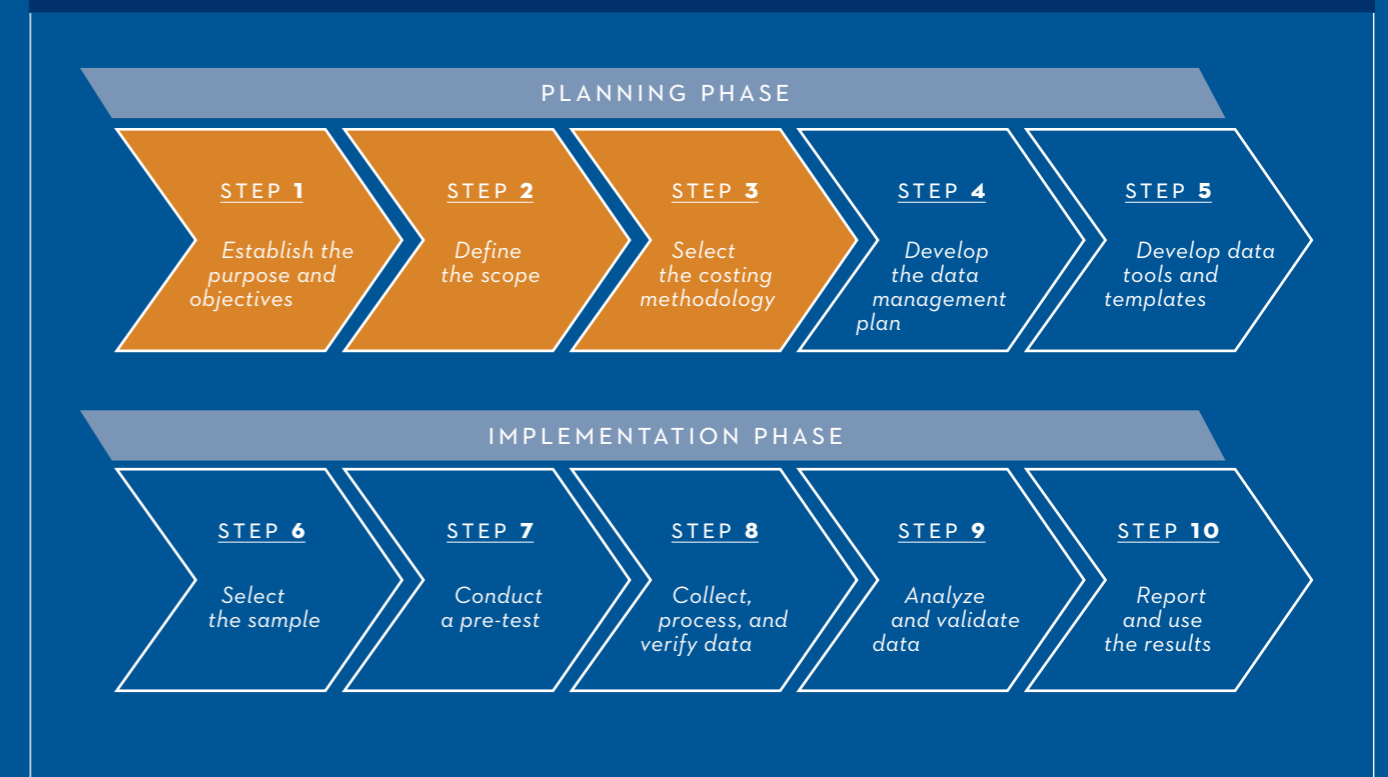 PLANNING PHASE
STEP 1
Establish the
purpose and
objectives
STEP 2
Define
the scope
STEP 3
Select
the costing
methodology
STEP 4
Develop
the data
management
plan
STEP 5
Develop data
tools and
templates
IMPLEMENTATION PHASE
STEP 6
Select
the sample
STEP 7
Conduct
a pre-test
STEP 8
Collect,
process, and
verify data
STEP 9
Analyze
and validate
data
STEP 10
Report
and use
the results